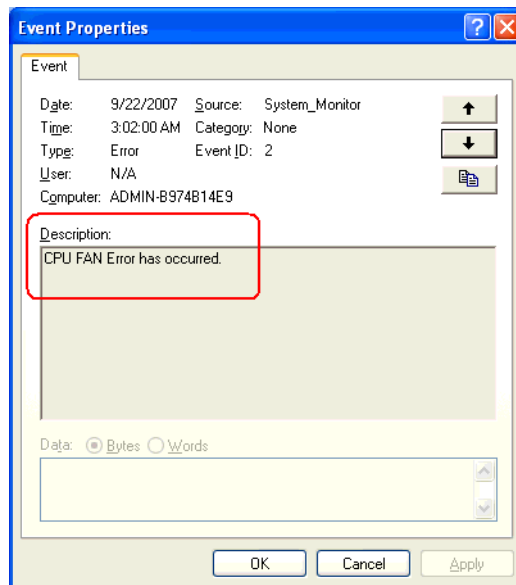 Event Properties
Event
Date: 9/22/2007 Source: System_Monitor
Time: 3:02:00 AM Category: None
Type: Error Event ID: 2
User: N/A
Computer: ADMIN-B974B14E9
Description:
CPU FAN Error has occurred.
Data: Bytes Words
OK Cancel Apply